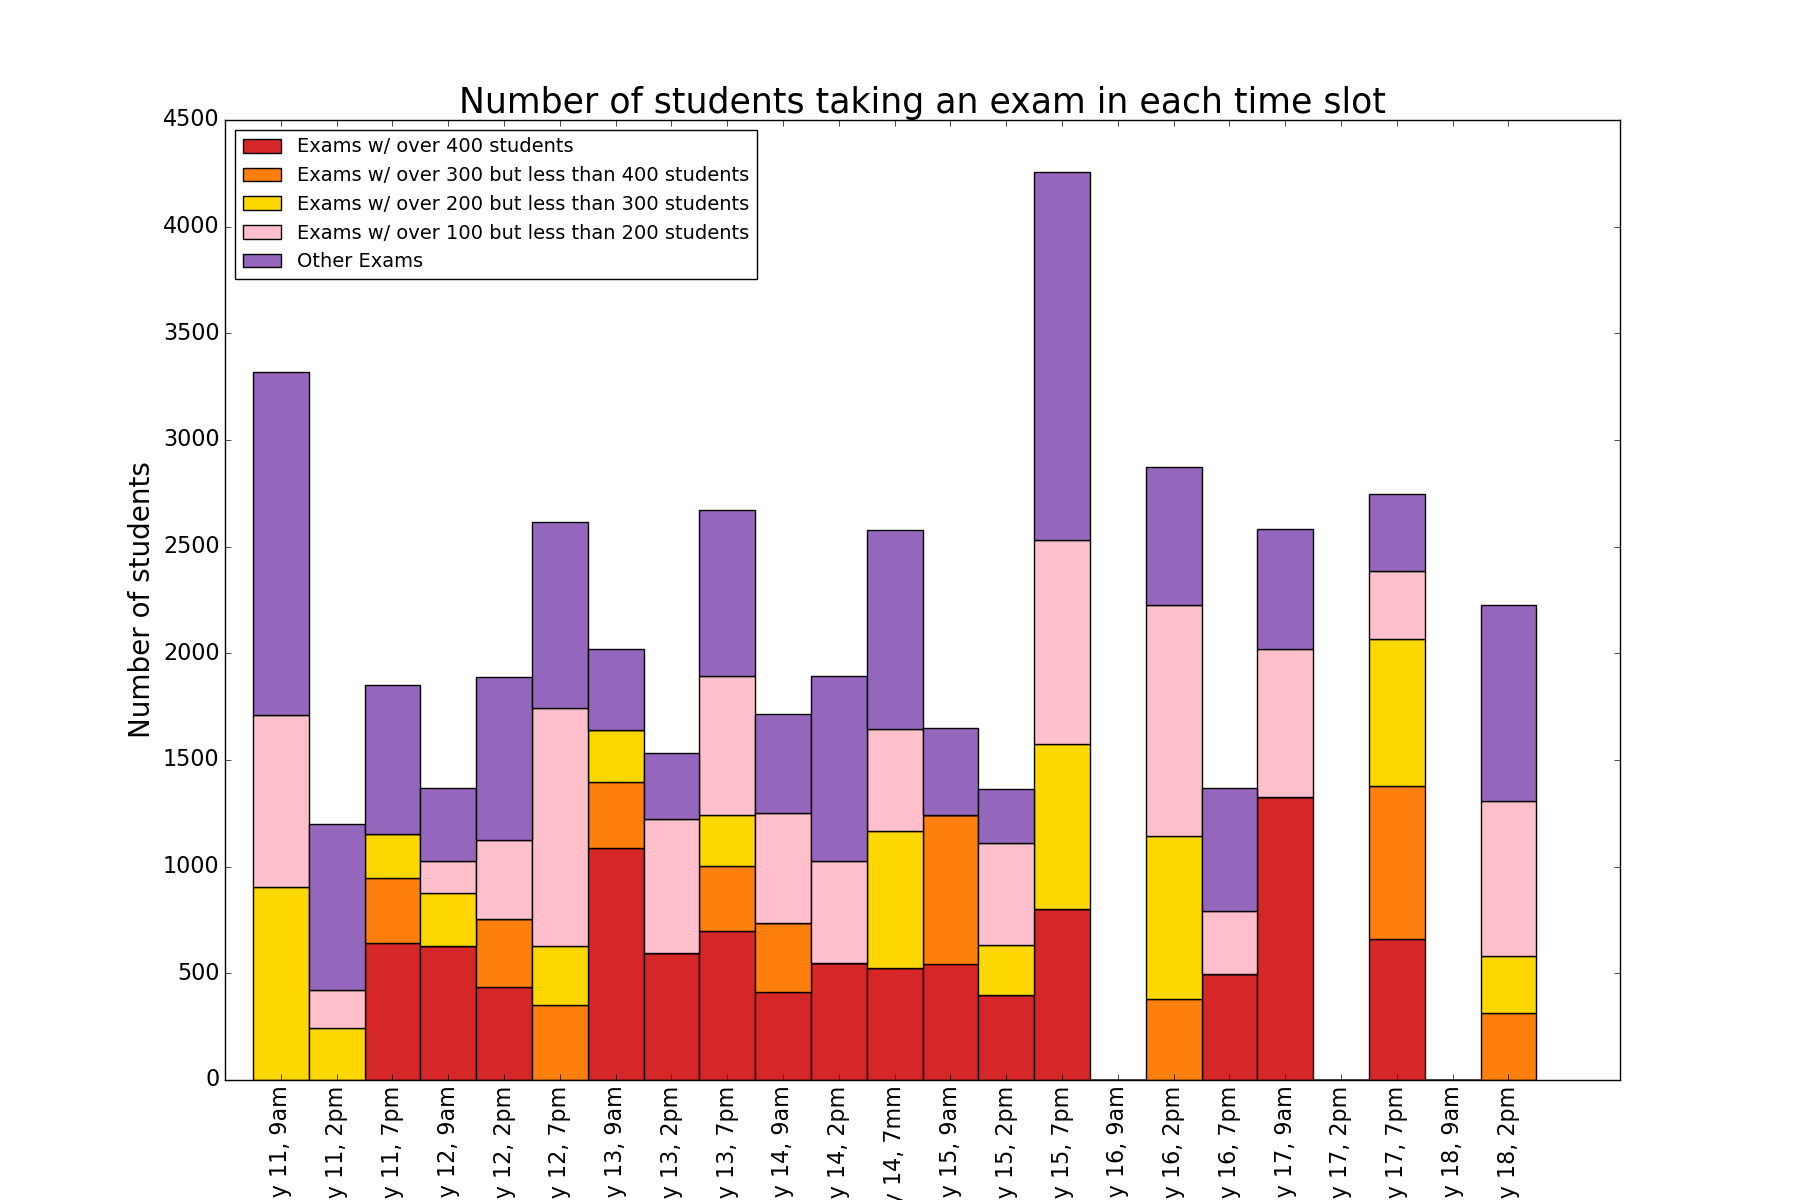 Number of students taking an exam in each time slot
4500
4000
3500
3000
2500
2000
1500
1000
500
0
Number of students
Exams w/ over 400 students
Exams w/ over 300 but less than 400 students
Exams w/ over 200 but less than 300 students
Exams w/ over 100 but less than 200 students
Other Exams
y 11, 9am
y 11, 2pm
y 11, 7pm
y 12, 9am
y 12, 2pm
y 12, 7pm
y 13, 9am
y 13, 2pm
y 13, 7pm
y 14, 9am
y 14, 2pm
y 14, 7mm
y 15, 9am
y 15, 2pm
y 15, 7pm
y 16, 9am
y 16, 2pm
y 16, 7pm
y 17, 9am
y 17, 2pm
y 17, 7pm
y 18, 9am
y 18, 2pm